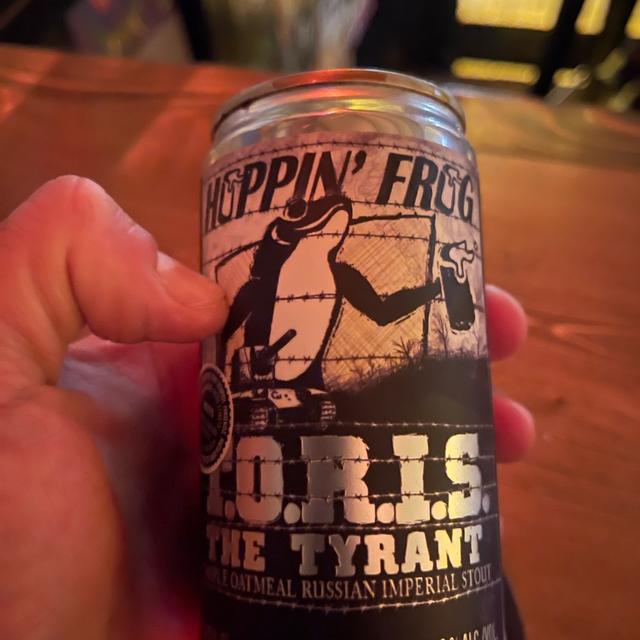 HOPPIN' FROG
T.O.R.I.S.
THE TYRANT
OATMEAL RUSSIAN IMPERIAL STOUT